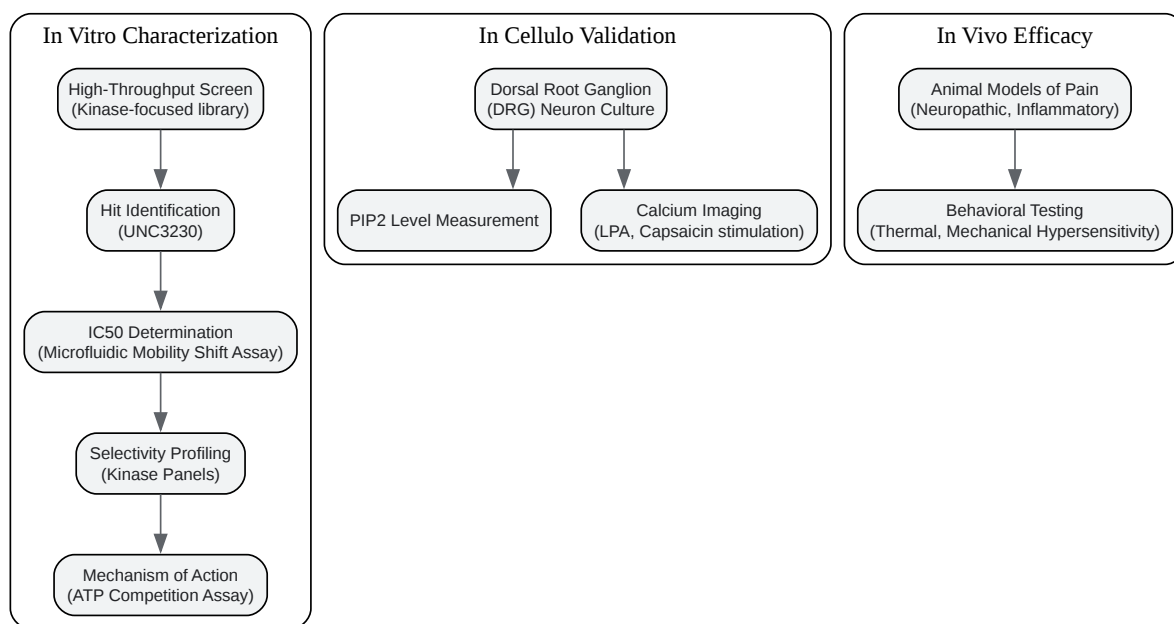 In Vitro Characterization
High-Throughput Screen
(Kinase-focused library)
Hit Identification
(UNC3230)
IC50 Determination
(Microfluidic Mobility Shift Assay)
Selectivity Profiling
(Kinase Panels)
Mechanism of Action
(ATP Competition Assay)
In Cellulo Validation
Dorsal Root Ganglion
(DRG) Neuron Culture
PIP2 Level Measurement
Calcium Imaging
(LPA, Capsaicin stimulation)
In Vivo Efficacy
Animal Models of Pain
(Neuropathic, Inflammatory)
Behavioral Testing
(Thermal, Mechanical Hypersensitivity)